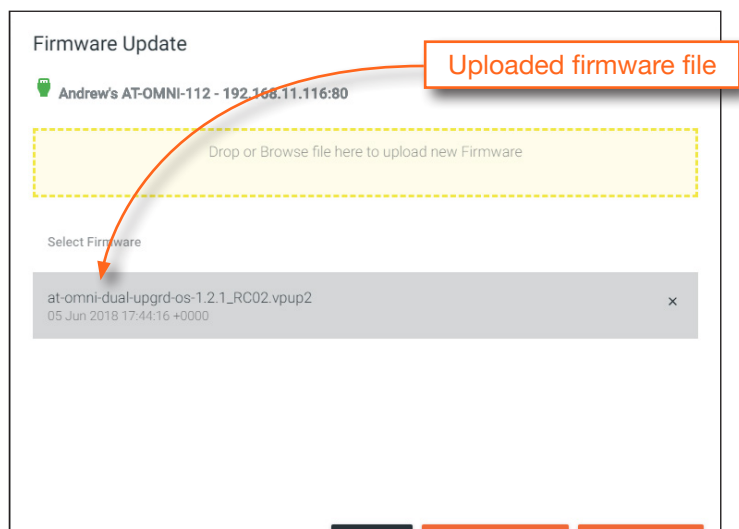 Firmware Update
Uploaded firmware file
Andrew's AT-OMNI-112 - 192.168.11.116:80
Drop or Browse file here to upload new Firmware
Select Firmware
at-omni-dual-upgrd-os-1.2.1_RC02.vpup2
×
05 Jun 2018 17:44:16 +0000